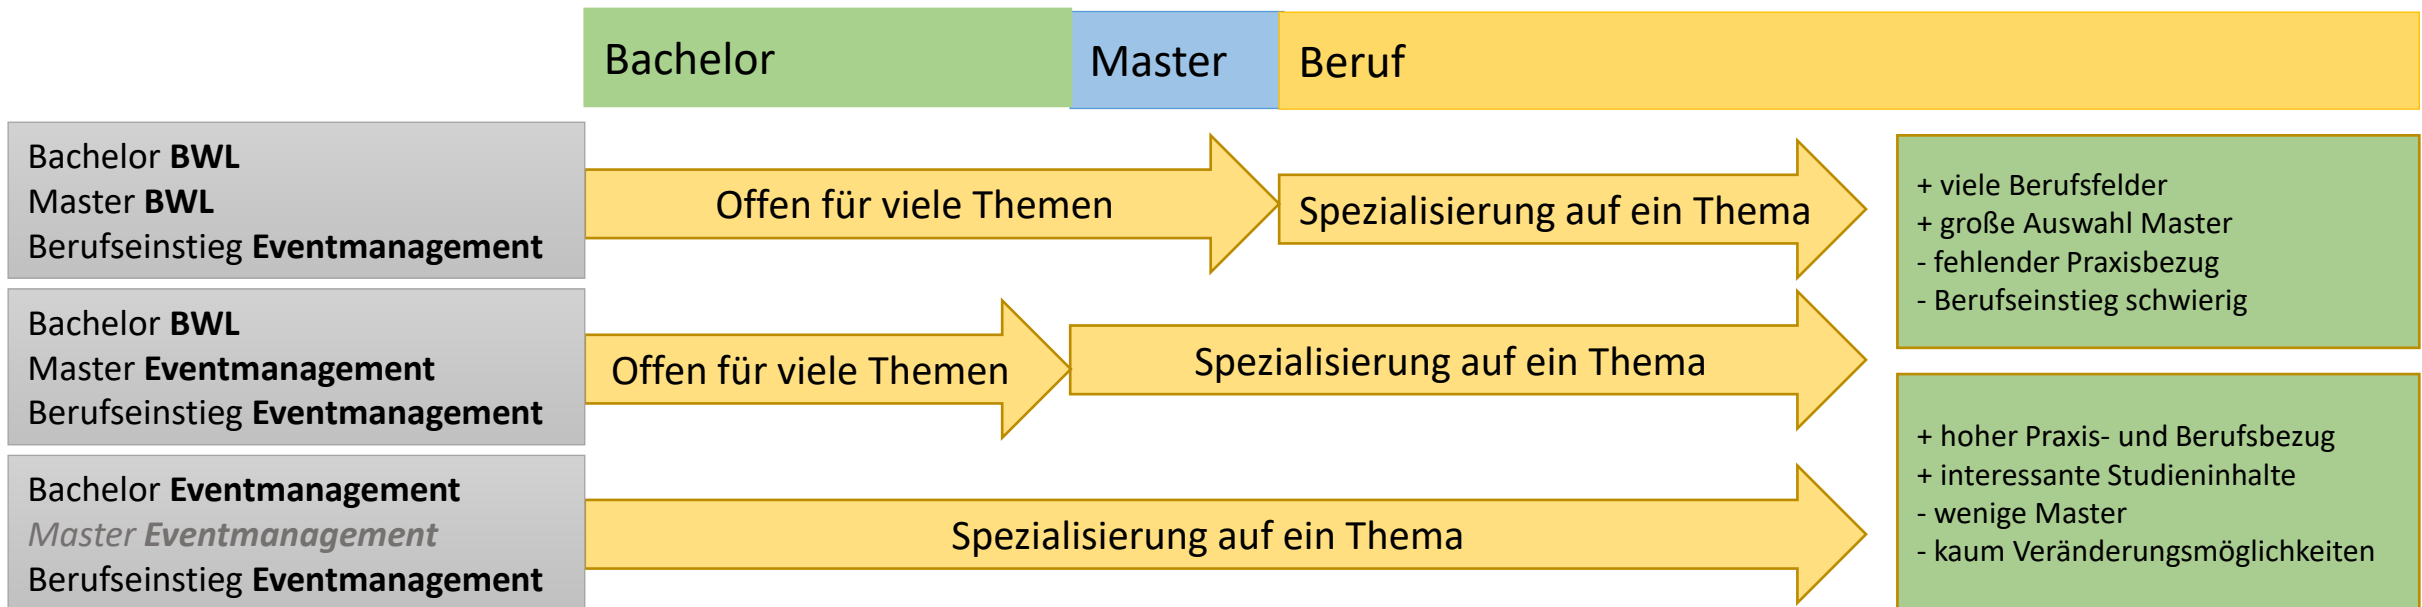 Bachelor
Master
Beruf
Bachelor BWL
Master BWL
Berufseinstieg Eventmanagement
Offen für viele Themen
Spezialisierung auf ein Thema
+ viele Berufsfelder
+ große Auswahl Master
- fehlender Praxisbezug
- Berufseinstieg schwierig
Bachelor BWL
Master Eventmanagement
Berufseinstieg Eventmanagement
Offen für viele Themen
Spezialisierung auf ein Thema
Bachelor Eventmanagement
Master Eventmanagement
Berufseinstieg Eventmanagement
Spezialisierung auf ein Thema
+ hoher Praxis- und Berufsbezug
+ interessante Studieninhalte
- wenige Master
- kaum Veränderungsmöglichkeiten